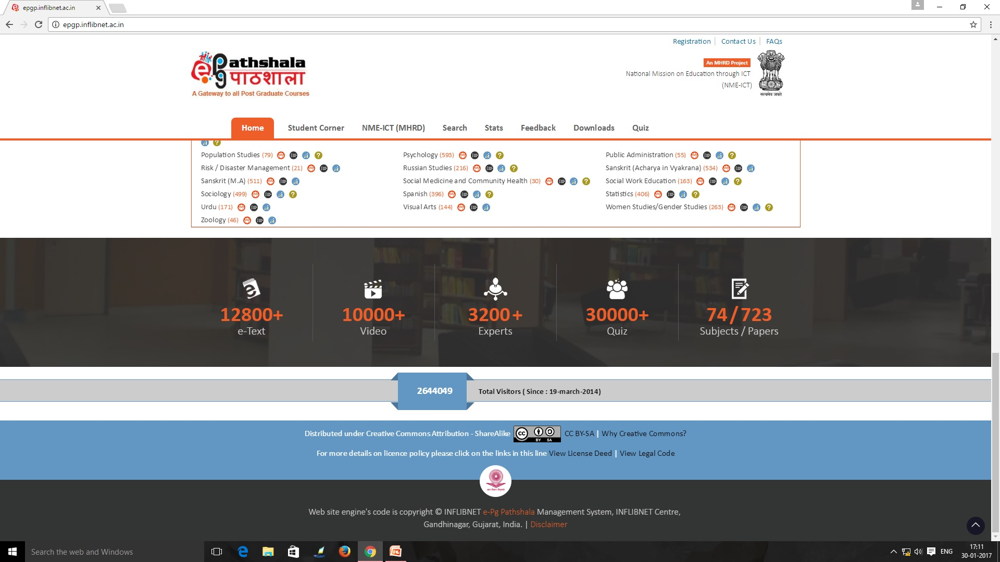 epgp.inflibnet.ac.in
epgp.inflibnet.ac.in
Registration | Contact Us | FAQs
e Pg athshala
पाठशाला
A Gateway to all Post Graduate Courses
An MHRD Project
National Mission on Education through ICT
(NME-ICT)
सत्यमेव जयते
Home Student Corner NME-ICT (MHRD) Search Stats Feedback Downloads Quiz
Population Studies (79) Psychology (593) Public Administration (55)
Risk / Disaster Management (21) Russian Studies (216) Sanskrit (Acharya in Vyakrana) (534)
Sanskrit (M.A) (511) Social Medicine and Community Health (30) Social Work Education (163)
Sociology (499) Spanish (396) Statistics (406)
Urdu (171) Visual Arts (144) Women Studies/Gender Studies (263)
Zoology (46)
12800+ 10000+ 3200+ 30000+ 74/723
e-Text Video Experts Quiz Subjects / Papers
2644049 Total Visitors ( Since : 19-march-2014)
Distributed under Creative Commons Attribution - ShareAlike cc BY SA CC BY-SA | Why Creative Commons?
For more details on licence policy please click on the links in this line View License Deed | View Legal Code
Web site engine's code is copyright © INFLIBNET e-Pg Pathshala Management System, INFLIBNET Centre,
Gandhinagar, Gujarat, India. | Disclaimer
Search the web and Windows
ENG
17:11
30-01-2017